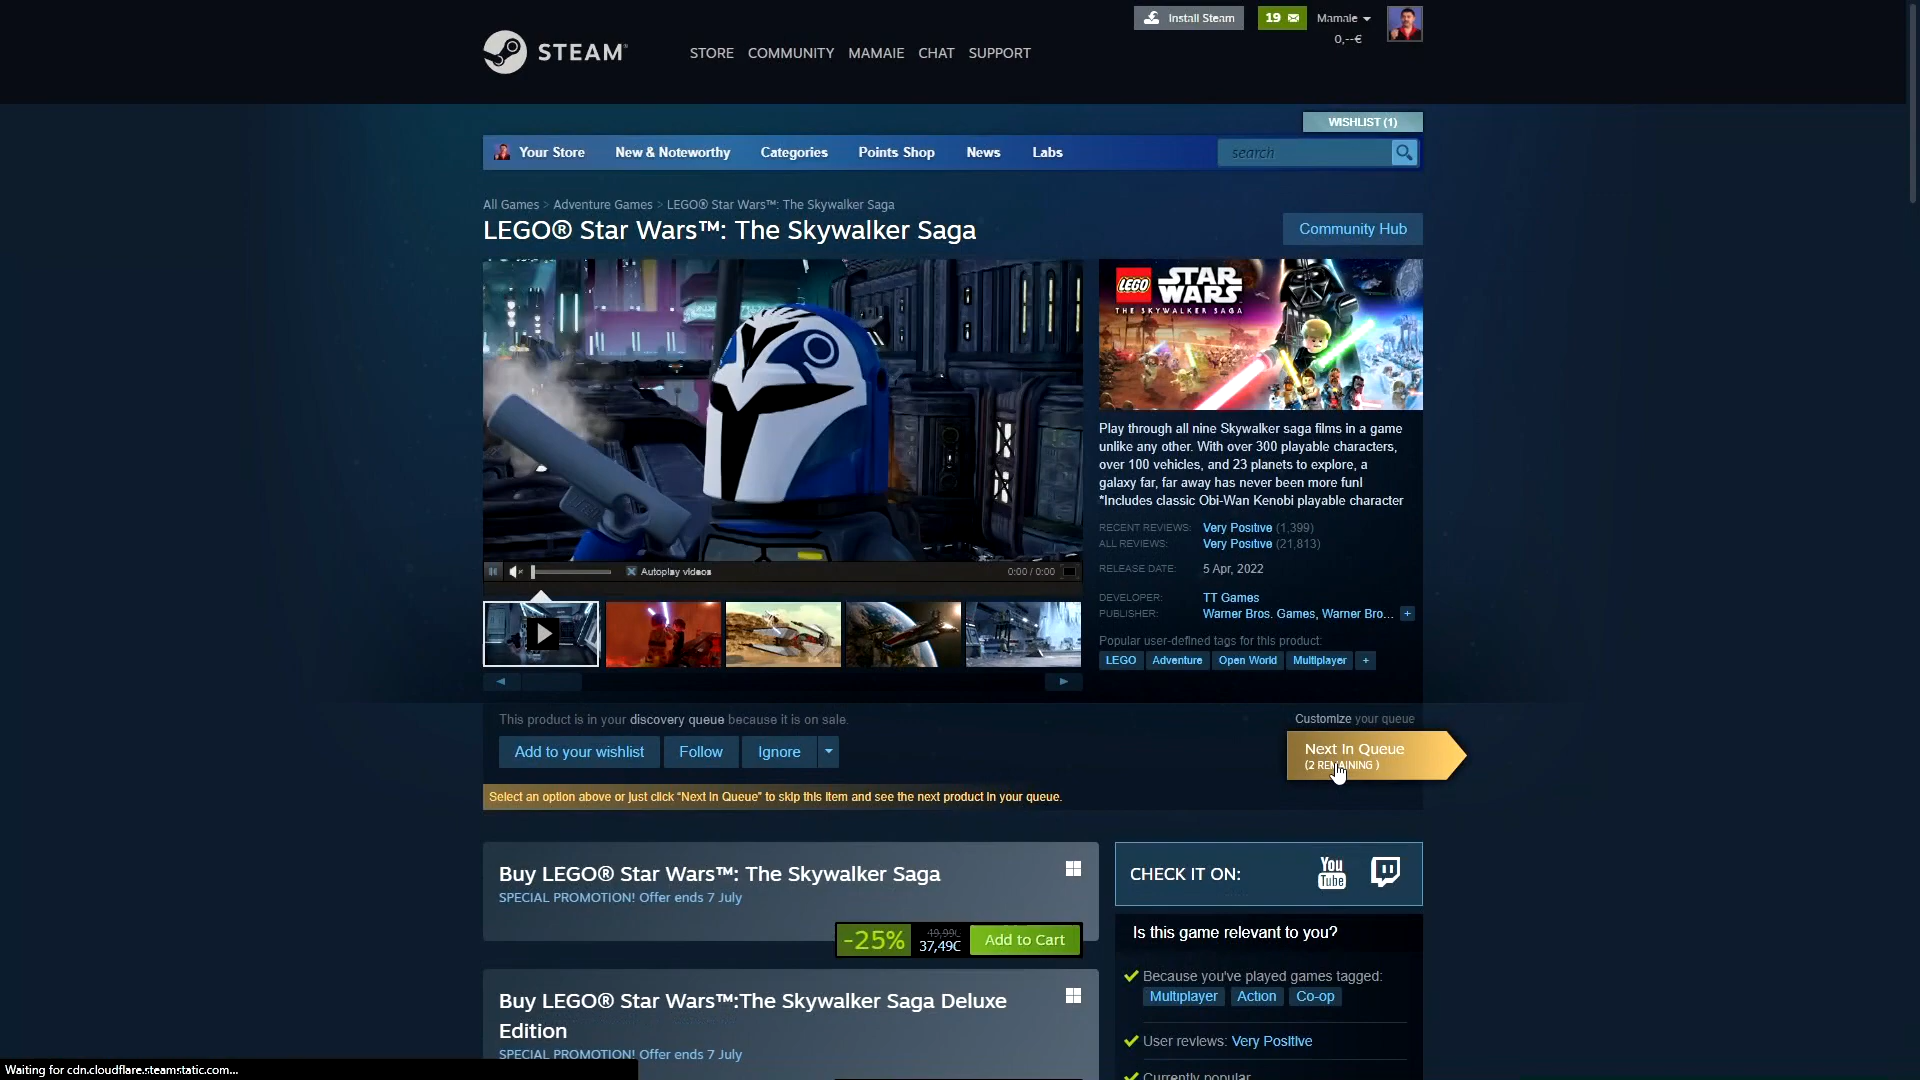 Install Steam
19
Mamaie
0,--€
STEAM
STORE COMMUNITY MAMAIE CHAT SUPPORT
WISHLIST (1)
Your Store New & Noteworthy Categories Points Shop News Labs
search
All Games > Adventure Games > LEGO® Star Wars™: The Skywalker Saga
LEGO® Star Wars™: The Skywalker Saga
Community Hub
LEGO STAR WARS
THE SKYWALKER SAGA
Play through all nine Skywalker saga films in a game
unlike any other. With over 300 playable characters,
over 100 vehicles, and 23 planets to explore, a
galaxy far, far away has never been more fun!
*Includes classic Obi-Wan Kenobi playable character
RECENT REVIEWS: Very Positive (1,399)
ALL REVIEWS: Very Positive (21,813)
RELEASE DATE: 5 Apr, 2022
DEVELOPER: TT Games
PUBLISHER: Warner Bros. Games, Warner Bro... +
Popular user-defined tags for this product:
LEGO Adventure Open World Multiplayer +
Autoplay videos
0:00 / 0:00
This product is in your discovery queue because it is on sale.
Add to your wishlist Follow Ignore
Customize your queue
Next In Queue
(2 REMAINING )
Select an option above or just click "Next In Queue" to skip this item and see the next product in your queue.
Buy LEGO® Star Wars™: The Skywalker Saga
SPECIAL PROMOTION! Offer ends 7 July
-25% 49,99€ 37,49€ Add to Cart
Buy LEGO® Star Wars™:The Skywalker Saga Deluxe
Edition
SPECIAL PROMOTION! Offer ends 7 July
CHECK IT ON: You Tube
Is this game relevant to you?
Because you've played games tagged:
Multiplayer Action Co-op
User reviews: Very Positive
Currently popular
Waiting for cdn.cloudflare.steamstatic.com...